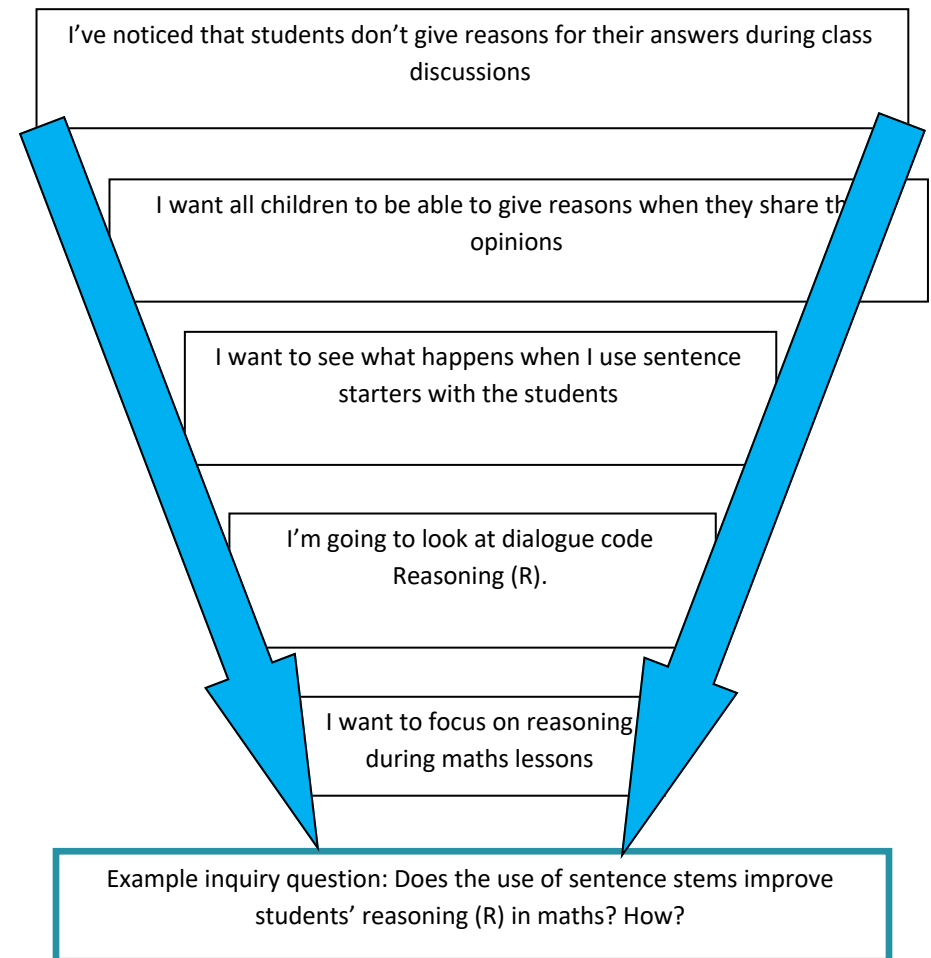 I’ve noticed that students don’t give reasons for their answers during class
discussions
I want all children to be able to give reasons when they share th
opinions
I want to see what happens when I use sentence
starters with the students
I’m going to look at dialogue code
Reasoning (R).
I want to focus on reasoning
during maths lessons
Example inquiry question: Does the use of sentence stems improve
students’ reasoning (R) in maths? How?